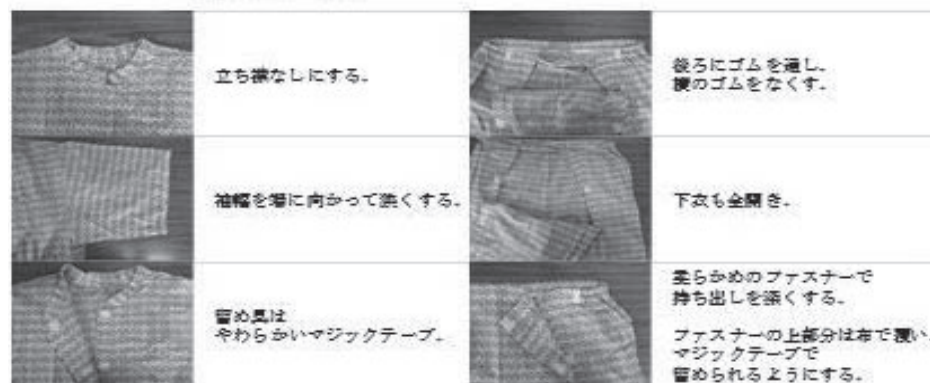 立ち襟なしにする。
袖幅を裾に向かって深くする。
留め具は
やわらかいマジックテープ。
後ろにゴムを通し、
腰のゴムをなくす。
下衣も全開き。
柔らかめのファスナーで
持ち出しを深くする。
ファスナーの上部分は布で覆い、
マジックテープで
留められるようにする。